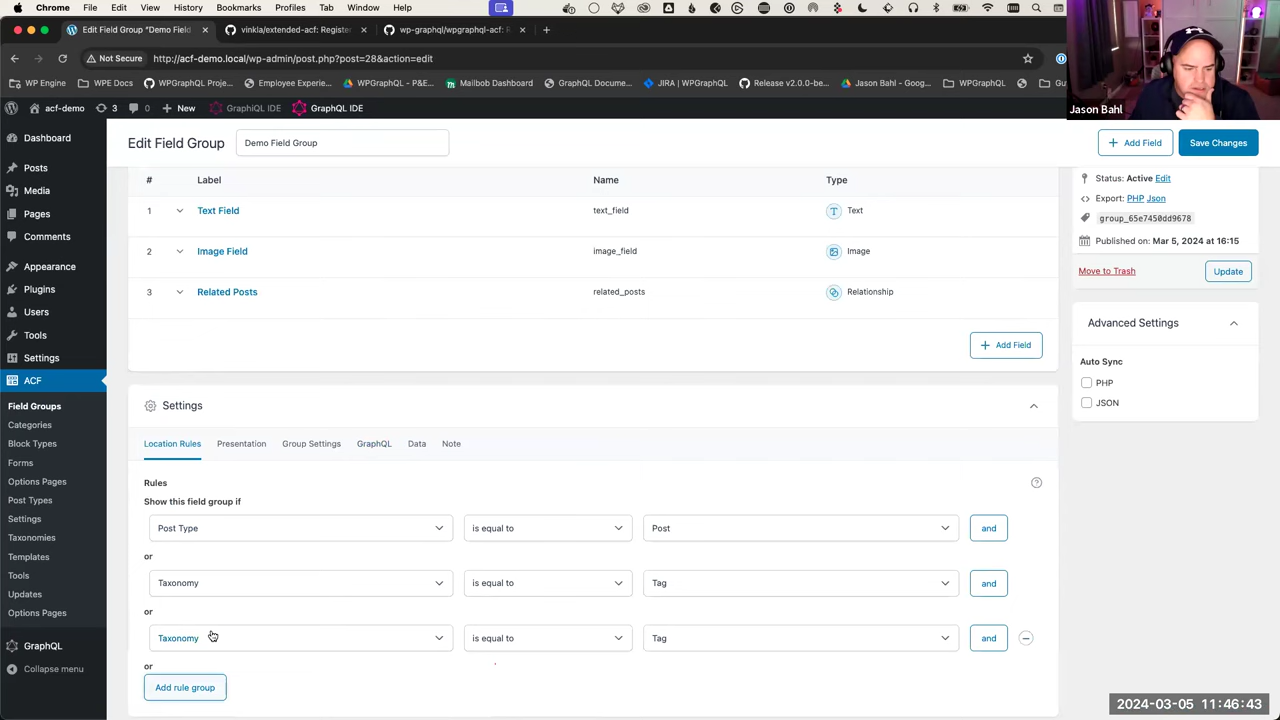 Chrome File Edit View History Bookmarks Profiles Tab Window Help
Edit Field Group "Demo Field
vinkla/extended-acf: Register
wp-graphql/wpgraphql-acf: R
Not Secure http://acf-demo.local/wp-admin/post.php?post=28&action=edit
WP Engine
WPE Docs
WPGraphQL Proje...
Employee Experie...
WPGraphQL - P&E...
Mailbob Dashboard
GraphQL Docume...
JIRA | WPGraphQL
Release v2.0.0-be...
Jason Bahl - Goog...
WPGraphQL
Jason Bahl
acf-demo 3 0 New GraphiQL IDE GraphQL IDE
Dashboard
Posts
Media
Pages
Comments
Appearance
Plugins
Users
Tools
Settings
ACF
Field Groups
Categories
Block Types
Forms
Options Pages
Post Types
Settings
Taxonomies
Templates
Tools
Updates
Options Pages
GraphQL
Collapse menu
Edit Field Group Demo Field Group
Add Field Save Changes
# Label Name Type
1 Text Field text_field Text
2 Image Field image_field Image
3 Related Posts related_posts Relationship
Add Field
Settings
Location Rules Presentation Group Settings GraphQL Data Note
Rules
Show this field group if
Post Type is equal to Post and
or
Taxonomy is equal to Tag and
or
Taxonomy is equal to Tag and
or
Add rule group
Status: Active Edit
Export: PHP Json
group_65e7450dd9678
Published on: Mar 5, 2024 at 16:15
Move to Trash Update
Advanced Settings
Auto Sync
PHP
JSON
2024-03-05 11:46:43